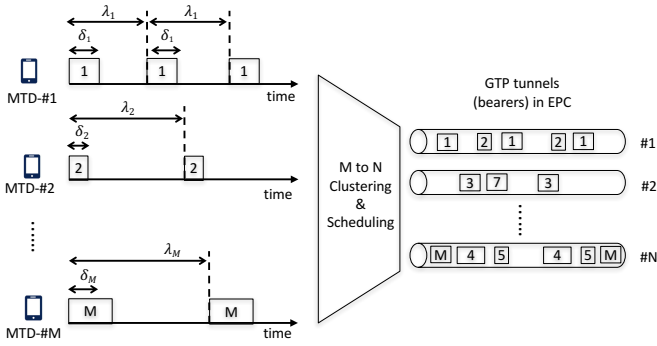 λ₁ λ₁
δ₁ δ₁
1 1 1
MTD-#1
time
λ₂
δ₂
2 2
MTD-#2
time
λ_M
δ_M
M M
MTD-#M
time
M to N
Clustering
&
Scheduling
GTP tunnels
(bearers) in EPC
1 2 1 2 1 #1
3 7 3 #2
M 4 5 4 5 M #N